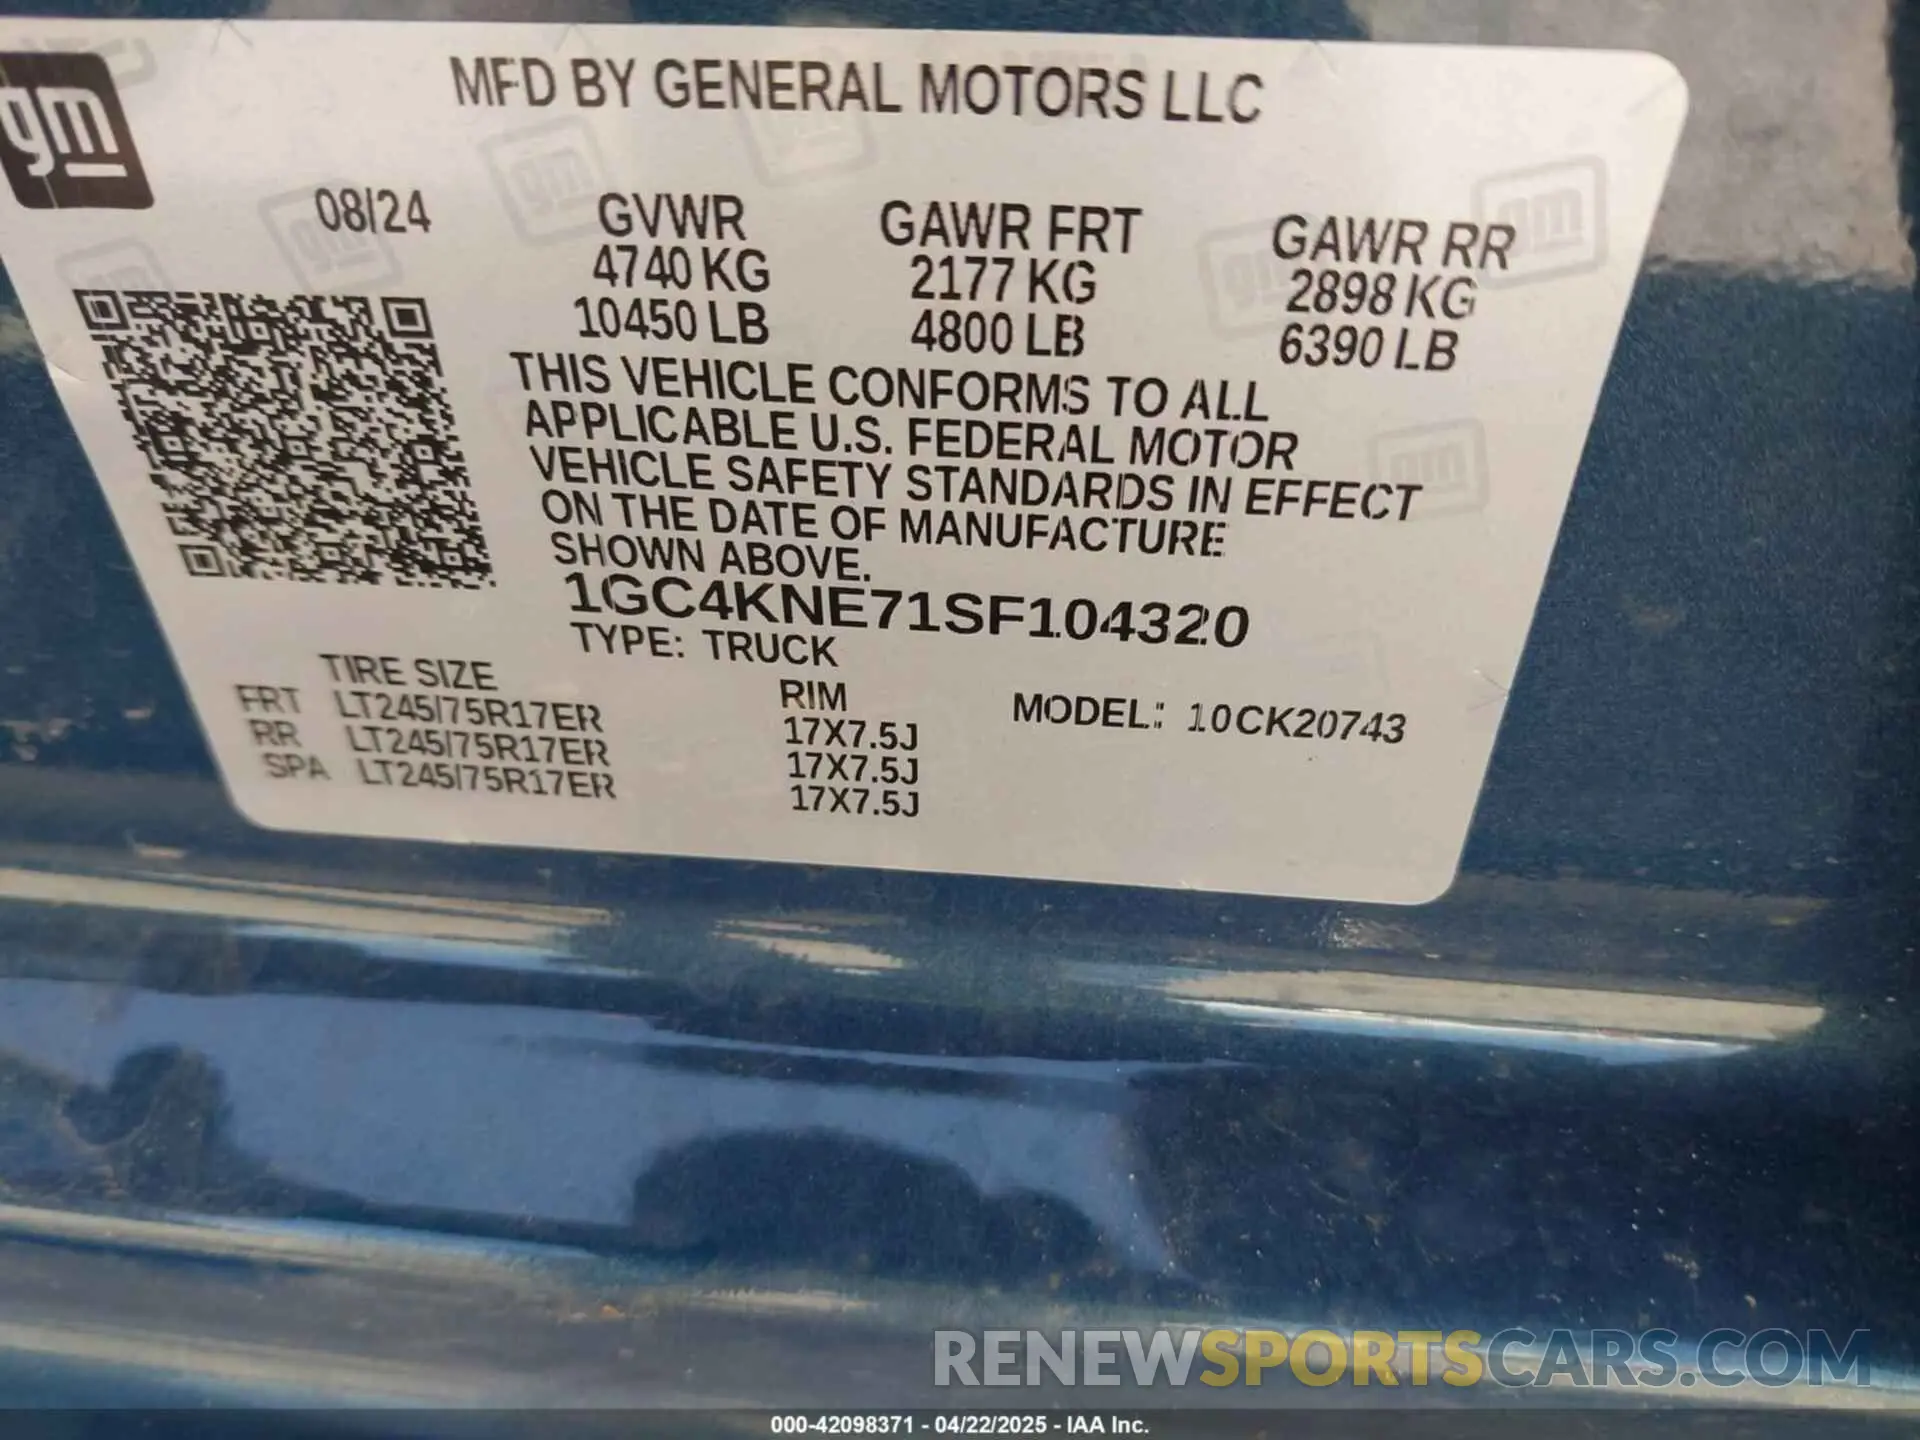 gm
MFD BY GENERAL MOTORS LLC
08/24 GVWR GAWR FRT GAWR RR
4740 KG 2177 KG 2898 KG
10450 LB 4800 LB 6390 LB
THIS VEHICLE CONFORMS TO ALL
APPLICABLE U.S. FEDERAL MOTOR
VEHICLE SAFETY STANDARDS IN EFFECT
ON THE DATE OF MANUFACTURE
SHOWN ABOVE.
1GC4KNE71SF104320
TYPE: TRUCK
TIRE SIZE RIM MODEL: 10CK20743
FRT LT245/75R17ER 17X7.5J
RR LT245/75R17ER 17X7.5J
SPA LT245/75R17ER 17X7.5J
RENEWSPORTSCARS.COM
000-42098371 - 04/22/2025 - IAA Inc.